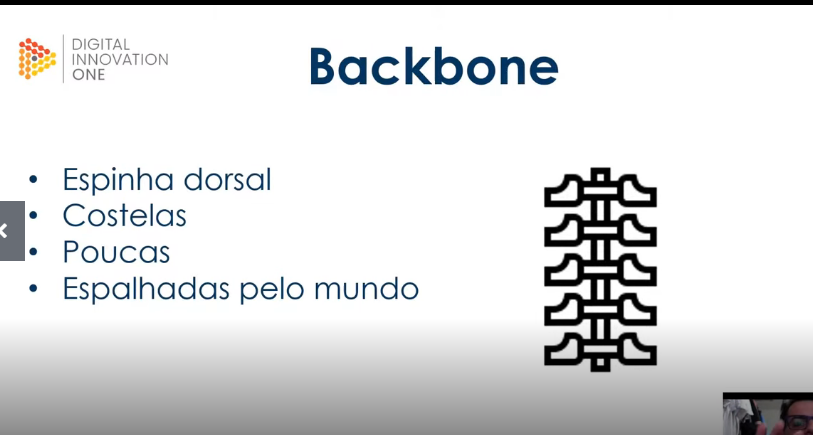 DIGITAL
INNOVATION
ONE
Backbone
• Espinha dorsal
• Costelas
• Poucas
• Espalhadas pelo mundo